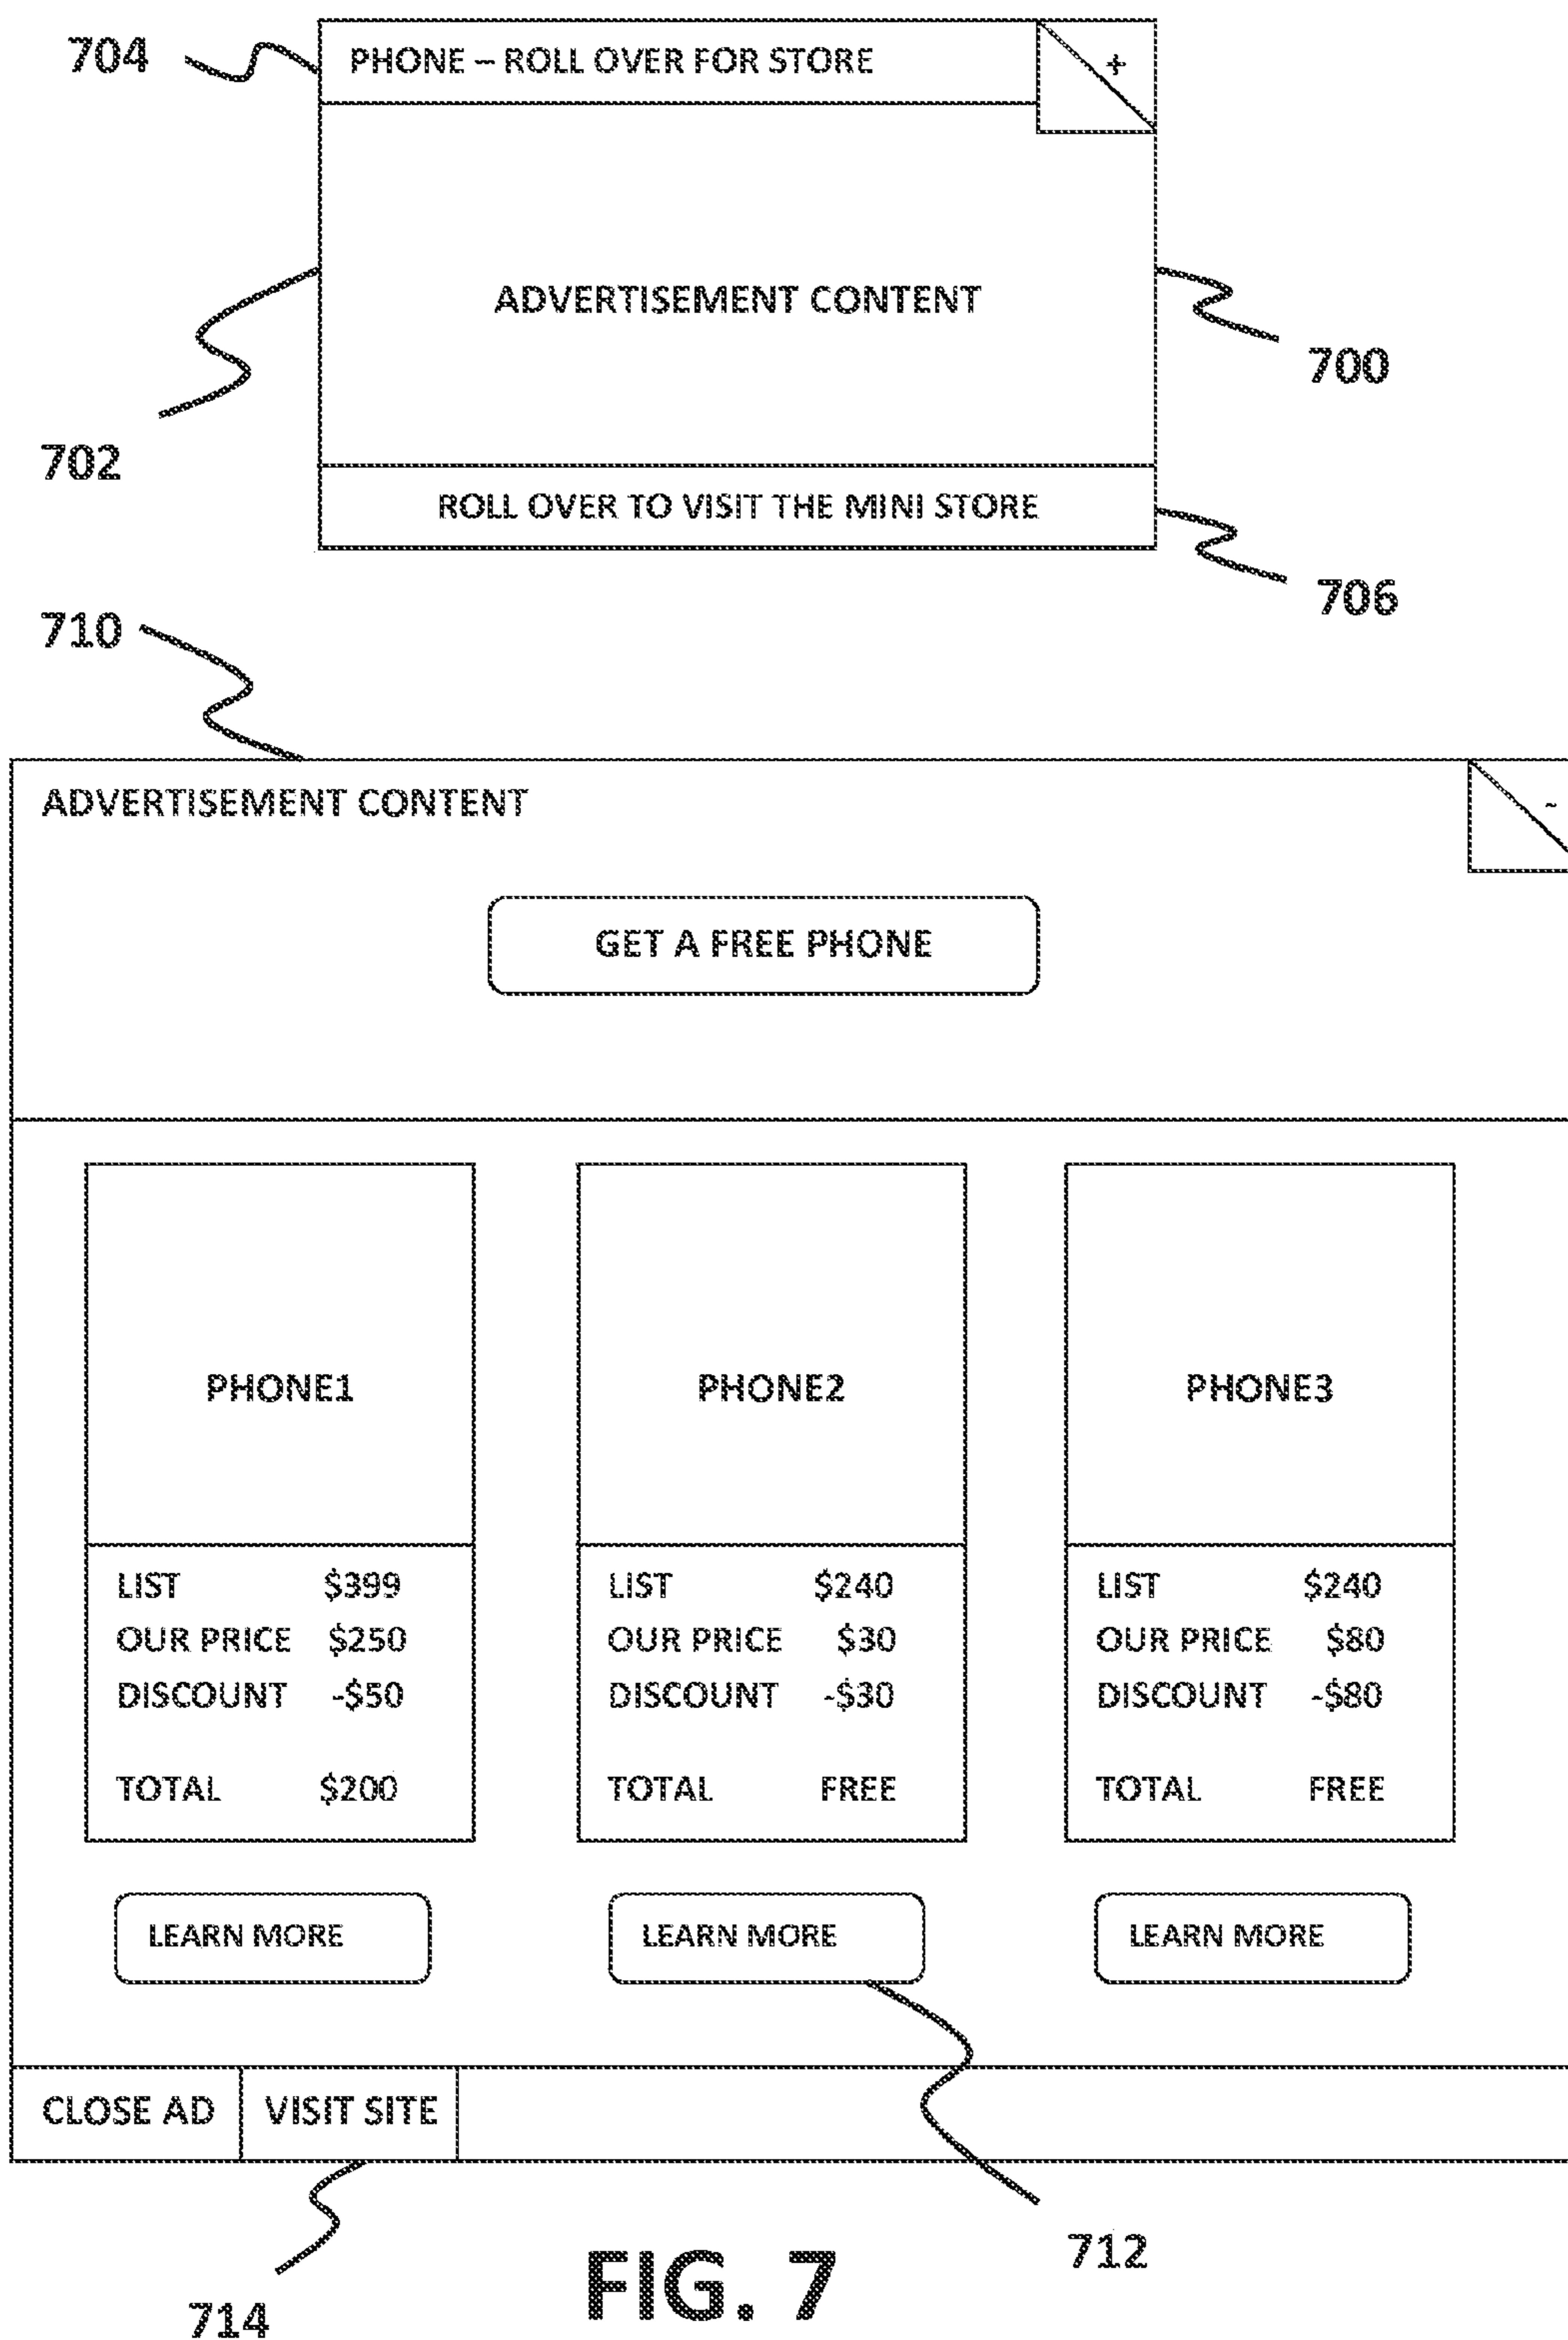 704
PHONE – ROLL OVER FOR STORE
+
ADVERTISEMENT CONTENT
700
702
ROLL OVER TO VISIT THE MINI STORE
706
710
ADVERTISEMENT CONTENT
-
GET A FREE PHONE
PHONE1
PHONE2
PHONE3
LIST $399
OUR PRICE $250
DISCOUNT -$50
TOTAL $200
LIST $240
OUR PRICE $30
DISCOUNT -$30
TOTAL FREE
LIST $240
OUR PRICE $80
DISCOUNT -$80
TOTAL FREE
LEARN MORE
LEARN MORE
LEARN MORE
CLOSE AD
VISIT SITE
712
714
FIG. 7